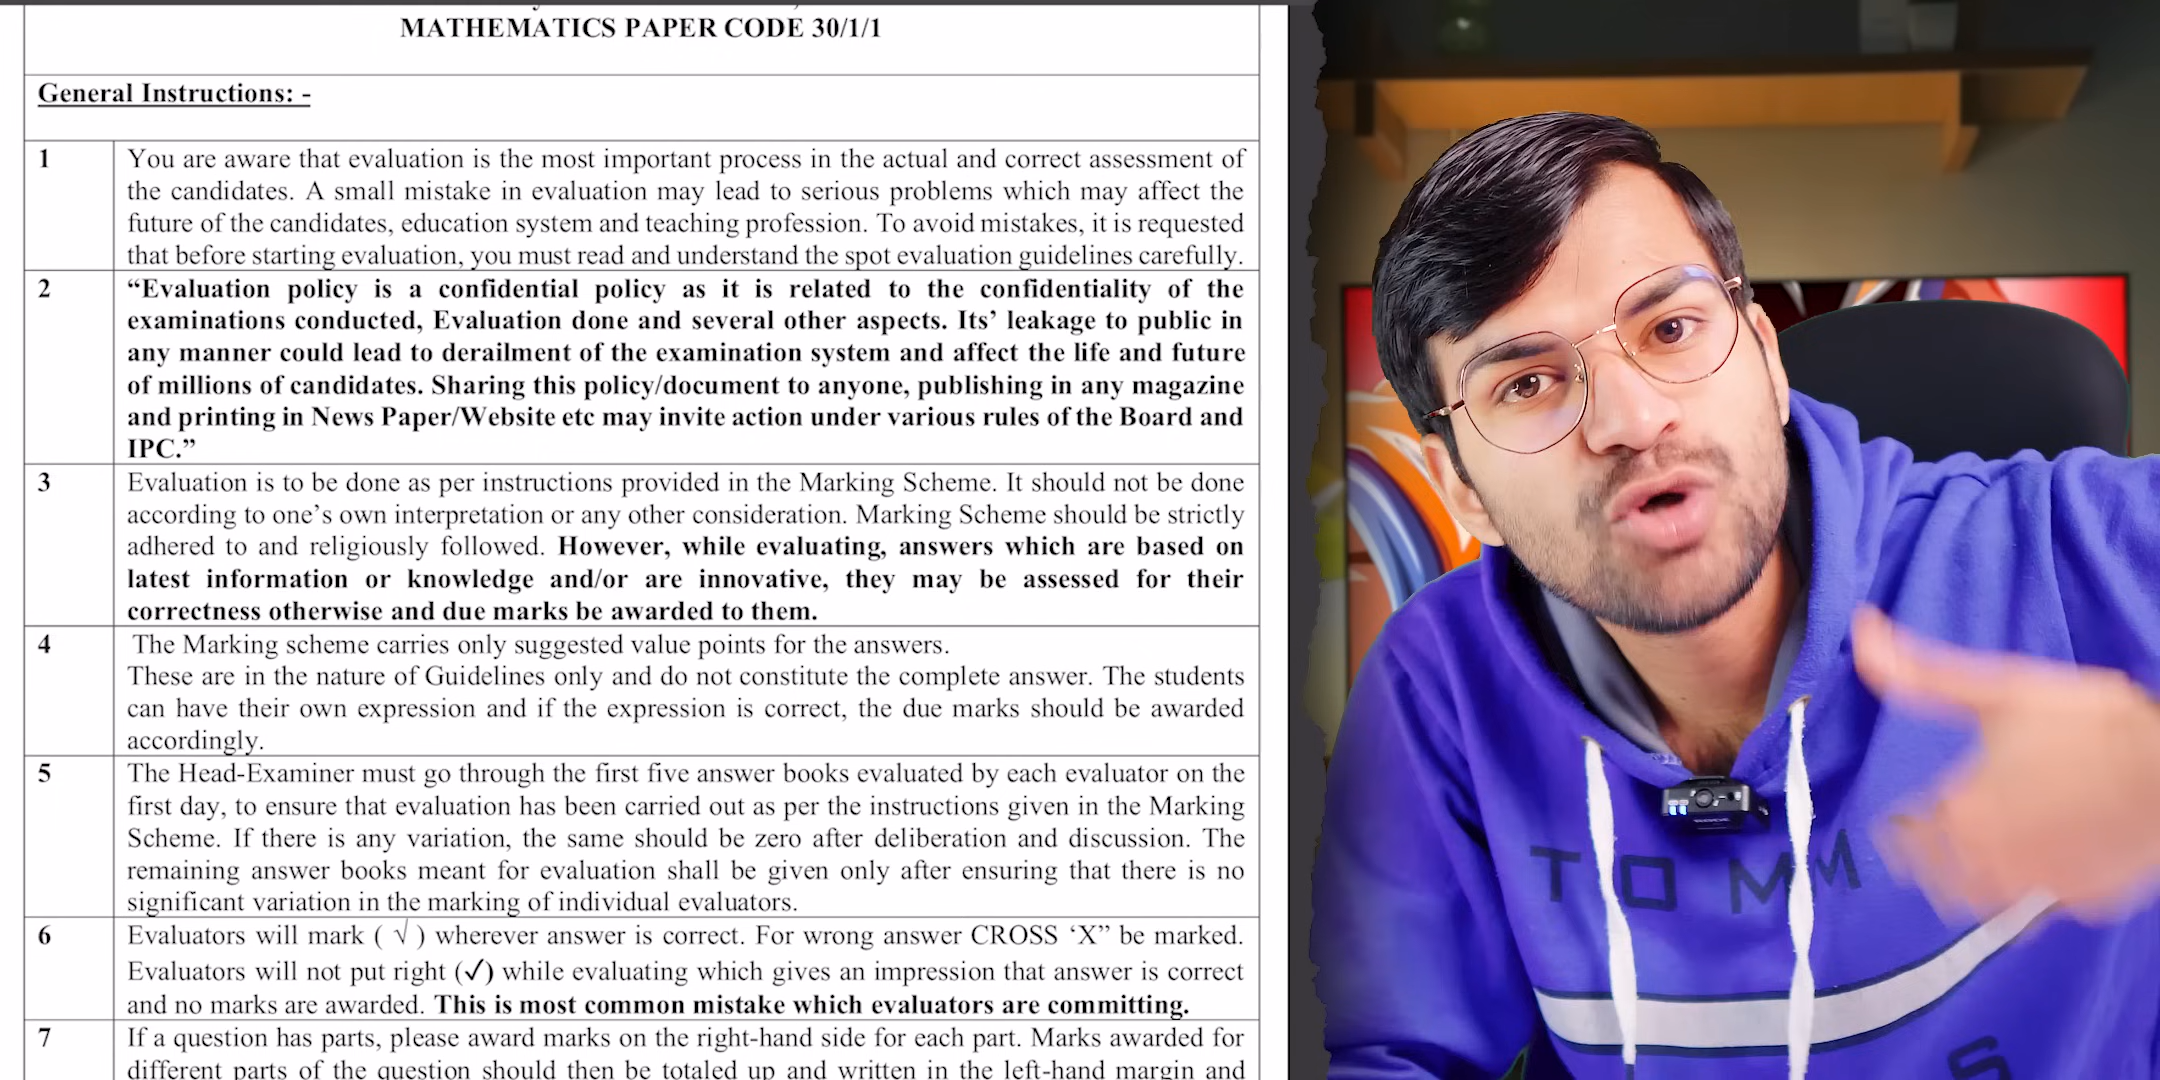 MATHEMATICS PAPER CODE 30/1/1
General Instructions: -
1
You are aware that evaluation is the most important process in the actual and correct assessment of
the candidates. A small mistake in evaluation may lead to serious problems which may affect the
future of the candidates, education system and teaching profession. To avoid mistakes, it is requested
that before starting evaluation, you must read and understand the spot evaluation guidelines carefully.
2
“Evaluation policy is a confidential policy as it is related to the confidentiality of the
examinations conducted, Evaluation done and several other aspects. Its’ leakage to public in
any manner could lead to derailment of the examination system and affect the life and future
of millions of candidates. Sharing this policy/document to anyone, publishing in any magazine
and printing in News Paper/Website etc may invite action under various rules of the Board and
IPC.”
3
Evaluation is to be done as per instructions provided in the Marking Scheme. It should not be done
according to one’s own interpretation or any other consideration. Marking Scheme should be strictly
adhered to and religiously followed. However, while evaluating, answers which are based on
latest information or knowledge and/or are innovative, they may be assessed for their
correctness otherwise and due marks be awarded to them.
4
The Marking scheme carries only suggested value points for the answers.
These are in the nature of Guidelines only and do not constitute the complete answer. The students
can have their own expression and if the expression is correct, the due marks should be awarded
accordingly.
5
The Head-Examiner must go through the first five answer books evaluated by each evaluator on the
first day, to ensure that evaluation has been carried out as per the instructions given in the Marking
Scheme. If there is any variation, the same should be zero after deliberation and discussion. The
remaining answer books meant for evaluation shall be given only after ensuring that there is no
significant variation in the marking of individual evaluators.
6
Evaluators will mark ( √ ) wherever answer is correct. For wrong answer CROSS ‘X” be marked.
Evaluators will not put right (✓) while evaluating which gives an impression that answer is correct
and no marks are awarded. This is most common mistake which evaluators are committing.
7
If a question has parts, please award marks on the right-hand side for each part. Marks awarded for
different parts of the question should then be totaled up and written in the left-hand margin and
TOMM
S